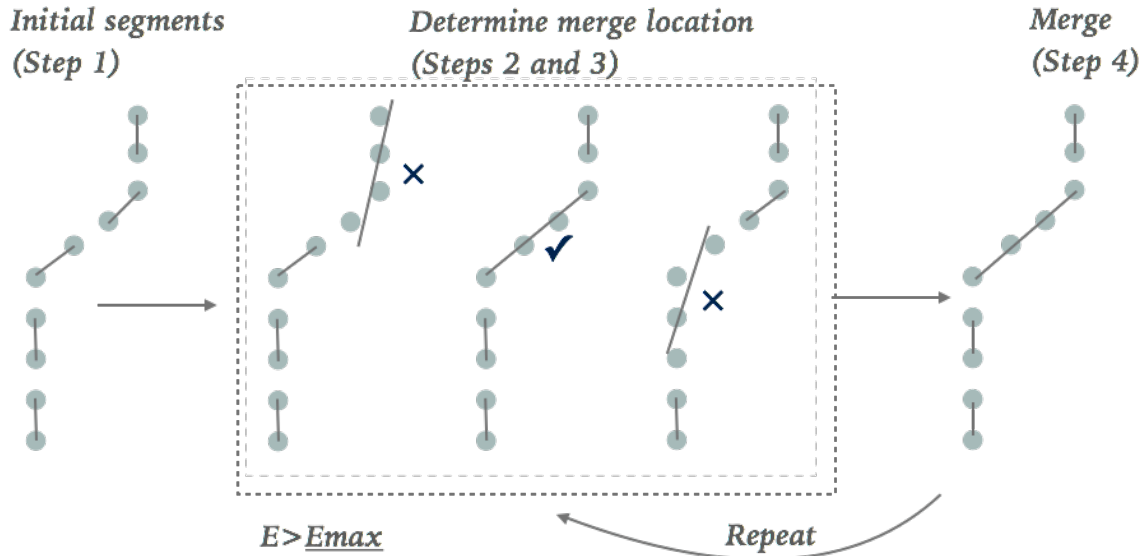 Initial segments
(Step 1)
Determine merge location
(Steps 2 and 3)
Merge
(Step 4)
E>Emax
Repeat